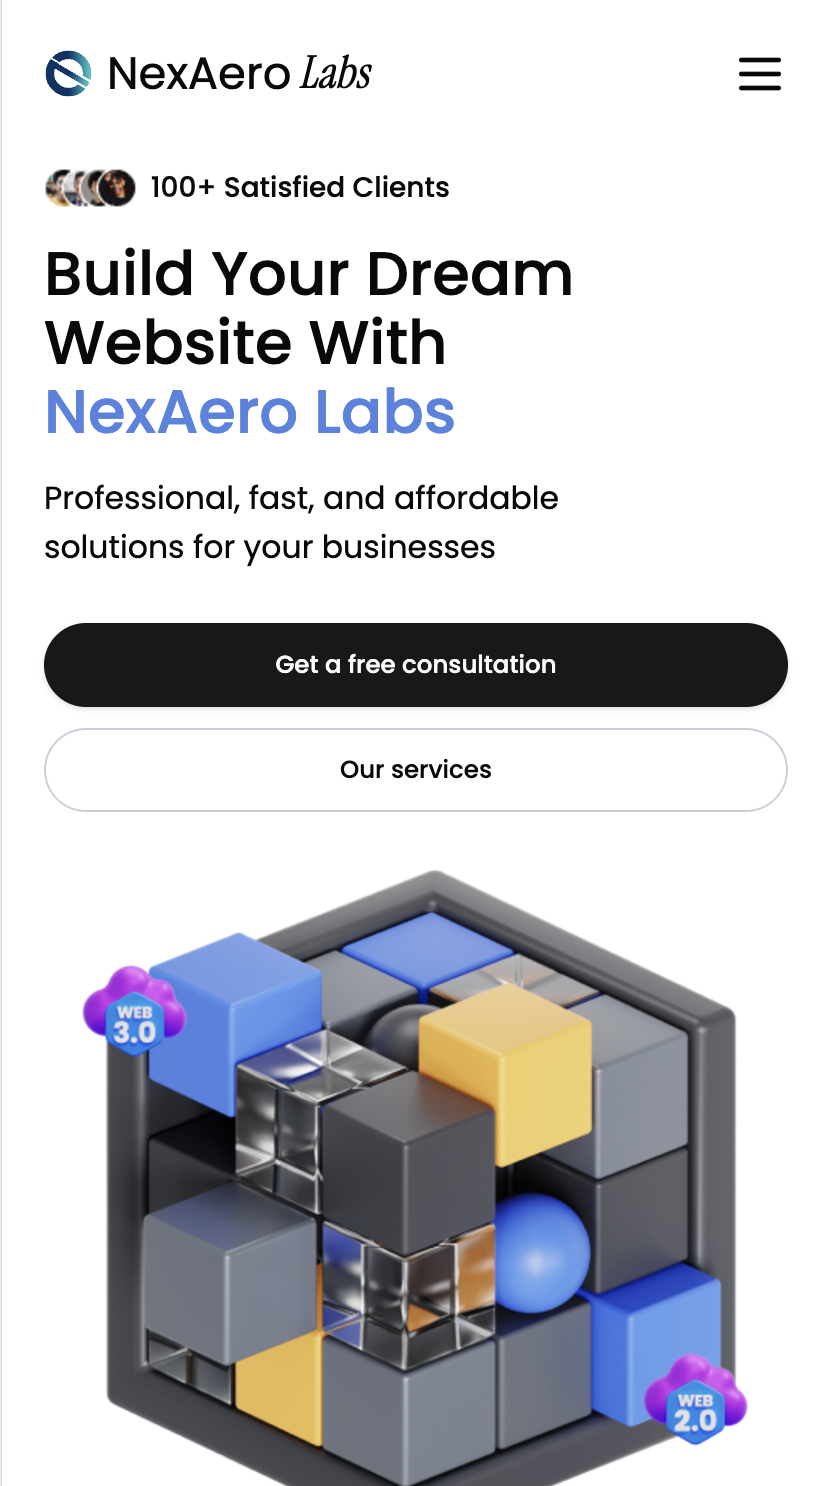 NexAero Labs
100+ Satisfied Clients
Build Your Dream
Website With
NexAero Labs
Professional, fast, and affordable
solutions for your businesses
Get a free consultation
Our services
WEB
3.0
WEB
2.0